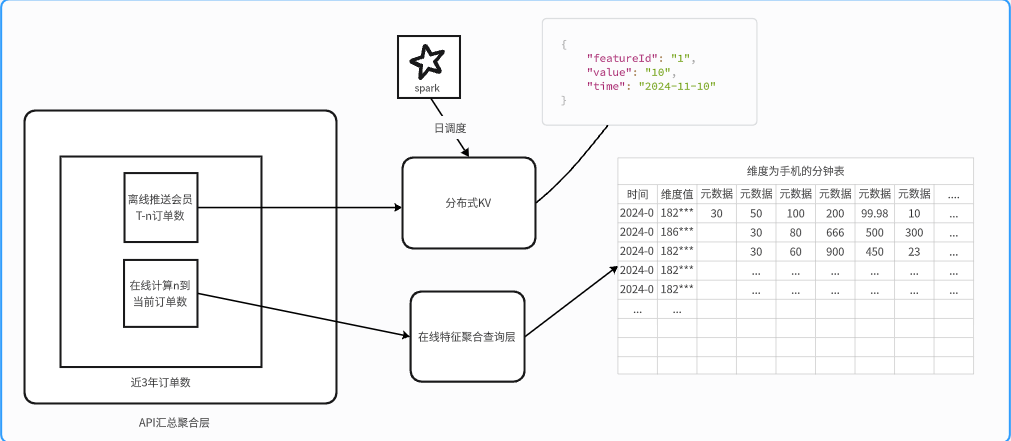 spark
日调度
{
"featureId": "1",
"value": "10",
"time": "2024-11-10"
}
离线推送会员
T-n订单数
在线计算n到
当前订单数
近3年订单数
API汇总聚合层
分布式KV
在线特征聚合查询层
维度为手机的分钟表
时间 维度值 元数据 元数据 元数据 元数据 元数据 元数据 ....
2024-0 182*** 30 50 100 200 99.98 10 ...
2024-0 186*** 30 80 666 500 300 ...
2024-0 182*** 30 60 900 450 23 ...
2024-0 182*** ... ... ... ... ... ...
2024-0 182*** ... ... ... ... ... ...
... ...